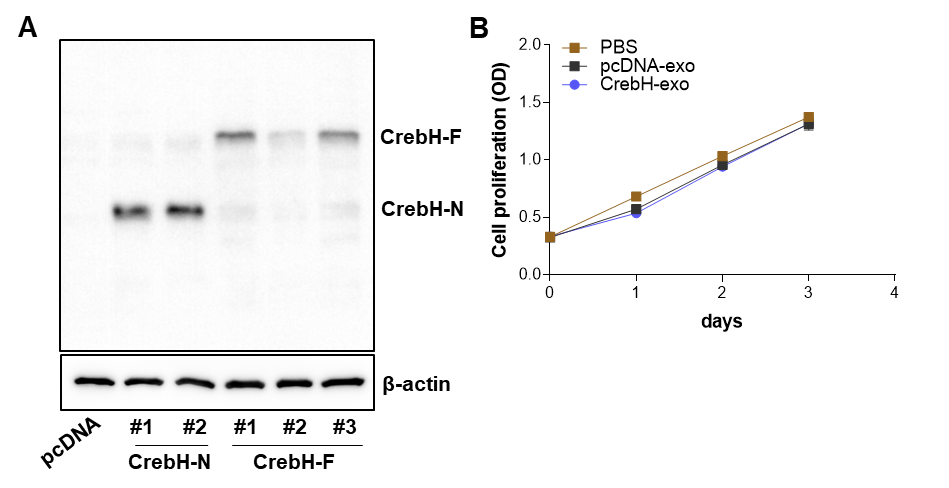 A
CrebH-F
CrebH-N
β-actin
pcDNA
#1 #2 #1 #2 #3
CrebH-N CrebH-F
B
PBS
pcDNA-exo
CrebH-exo
Cell proliferation (OD)
2.0
1.5
1.0
0.5
0.0
0 1 2 3 4
days